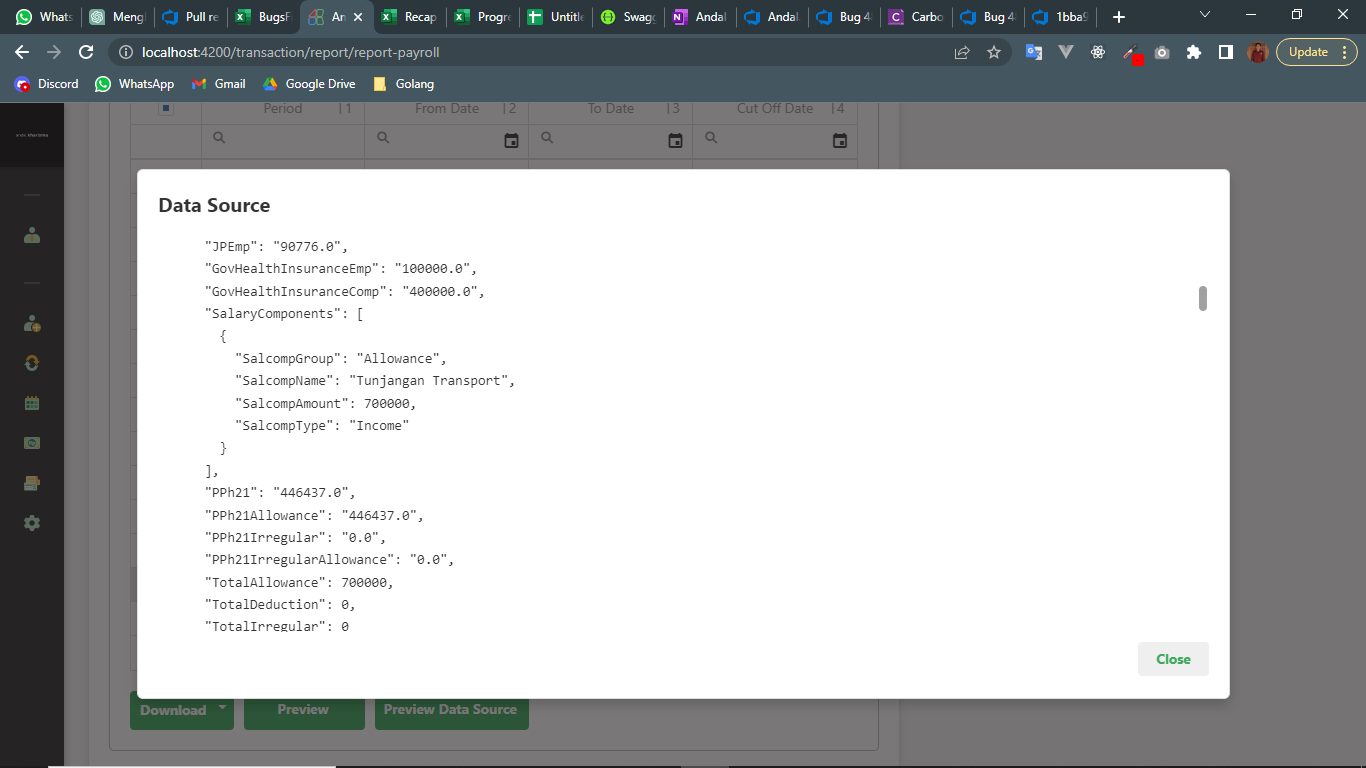 Whats
Meng
Pull re
BugsF
An
Recap
Progre
Untitle
Swagg
Andal
Andal
Bug 4
Carbo
Bug 4
1bba9
localhost:4200/transaction/report/report-payroll
Update
Discord
WhatsApp
Gmail
Google Drive
Golang
Period
1
From Date
2
To Date
3
Cut Off Date
4
Data Source
"JPEmp": "90776.0",
"GovHealthInsuranceEmp": "100000.0",
"GovHealthInsuranceComp": "400000.0",
"SalaryComponents": [
{
"SalcompGroup": "Allowance",
"SalcompName": "Tunjangan Transport",
"SalcompAmount": 700000,
"SalcompType": "Income"
}
],
"PPh21": "446437.0",
"PPh21Allowance": "446437.0",
"PPh21Irregular": "0.0",
"PPh21IrregularAllowance": "0.0",
"TotalAllowance": 700000,
"TotalDeduction": 0,
"TotalIrregular": 0
Close
Download
Preview
Preview Data Source